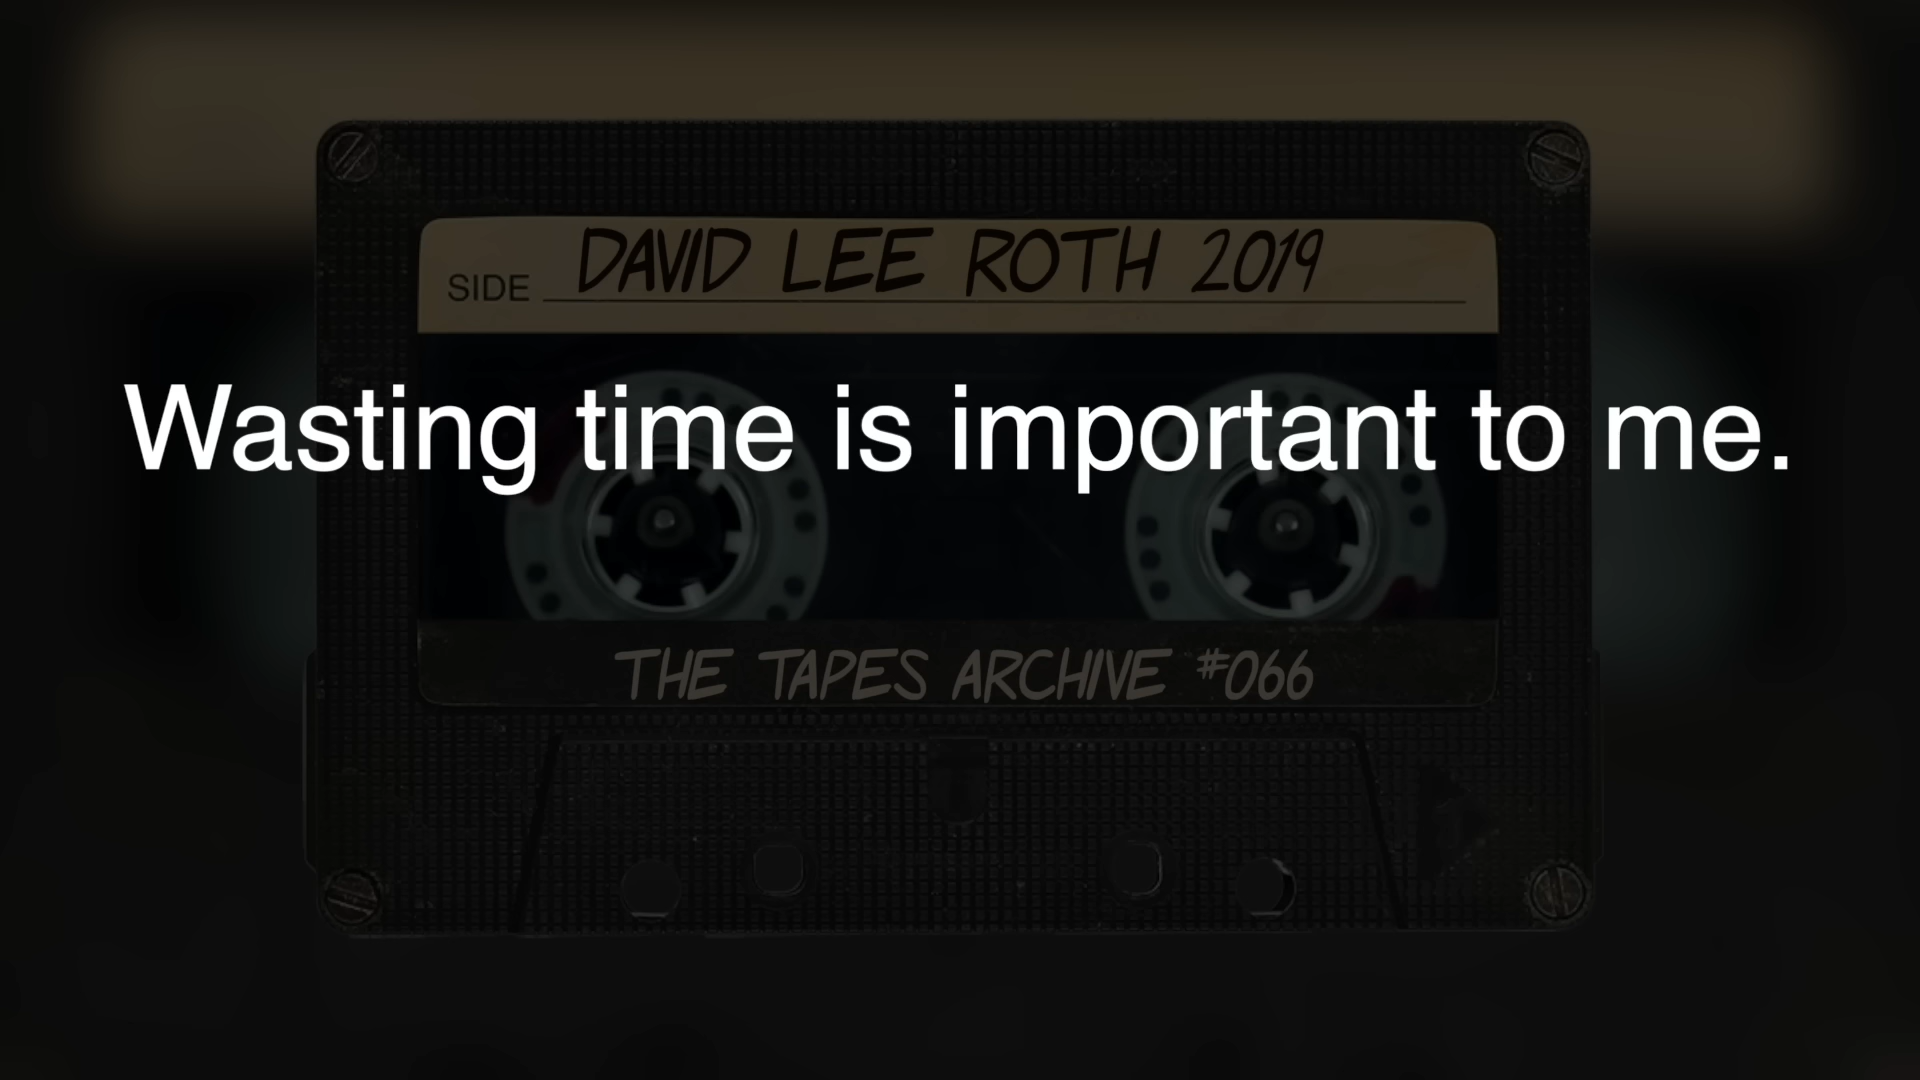 SIDE DAVID LEE ROTH 2019
Wasting time is important to me.
THE TAPES ARCHIVE #066